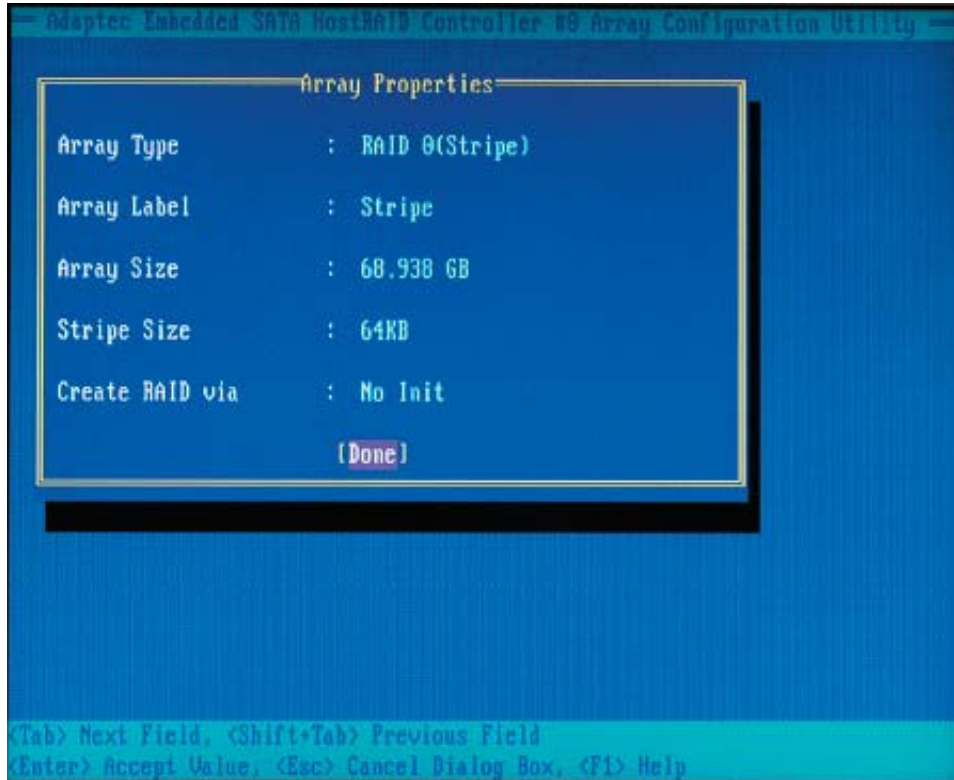 Adaptec Embedded SATA HostRAID Controller #0 Array Configuration Utility
Array Properties
Array Type : RAID 0(Stripe)
Array Label : Stripe
Array Size : 68.938 GB
Stripe Size : 64KB
Create RAID via : No Init
[Done]
<Tab> Next Field, <Shift+Tab> Previous Field
<Enter> Accept Value, <Esc> Cancel Dialog Box, <F1> Help